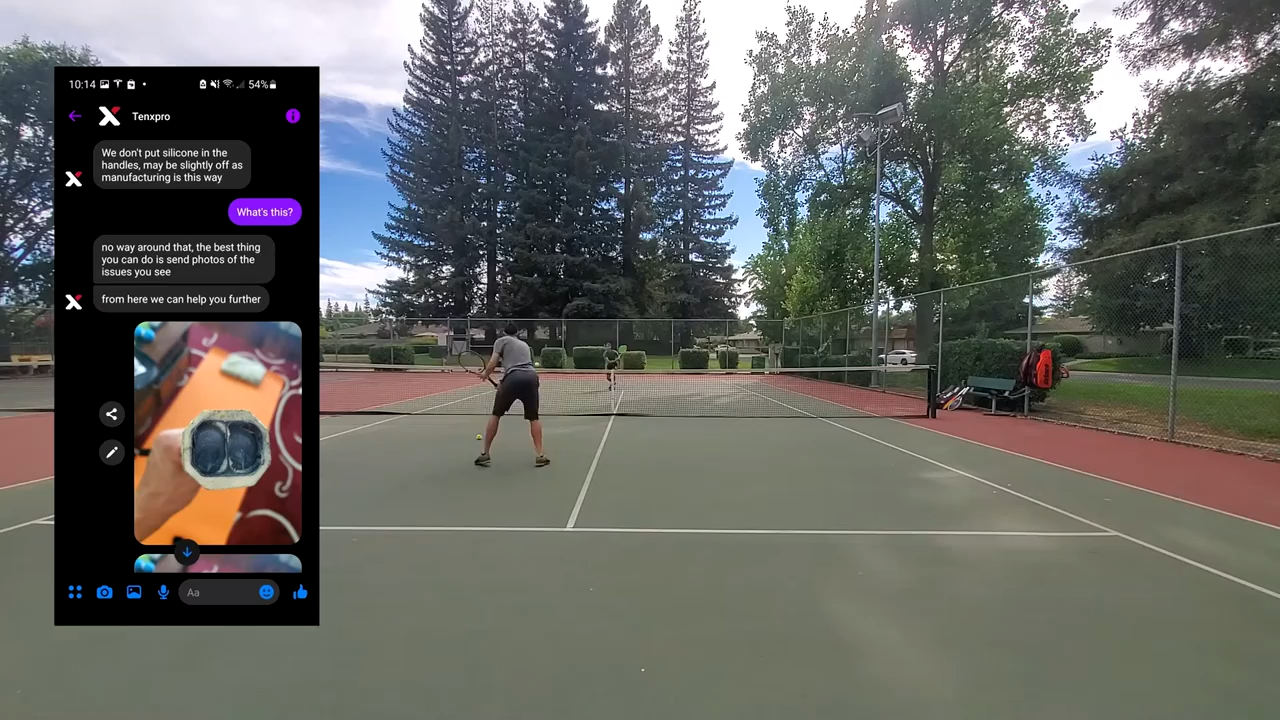 10:14
54%
Tenxpro
We don't put silicone in the
handles, may be slightly off as
manufacturing is this way
What's this?
no way around that, the best thing
you can do is send photos of the
issues you see
from here we can help you further
Aa